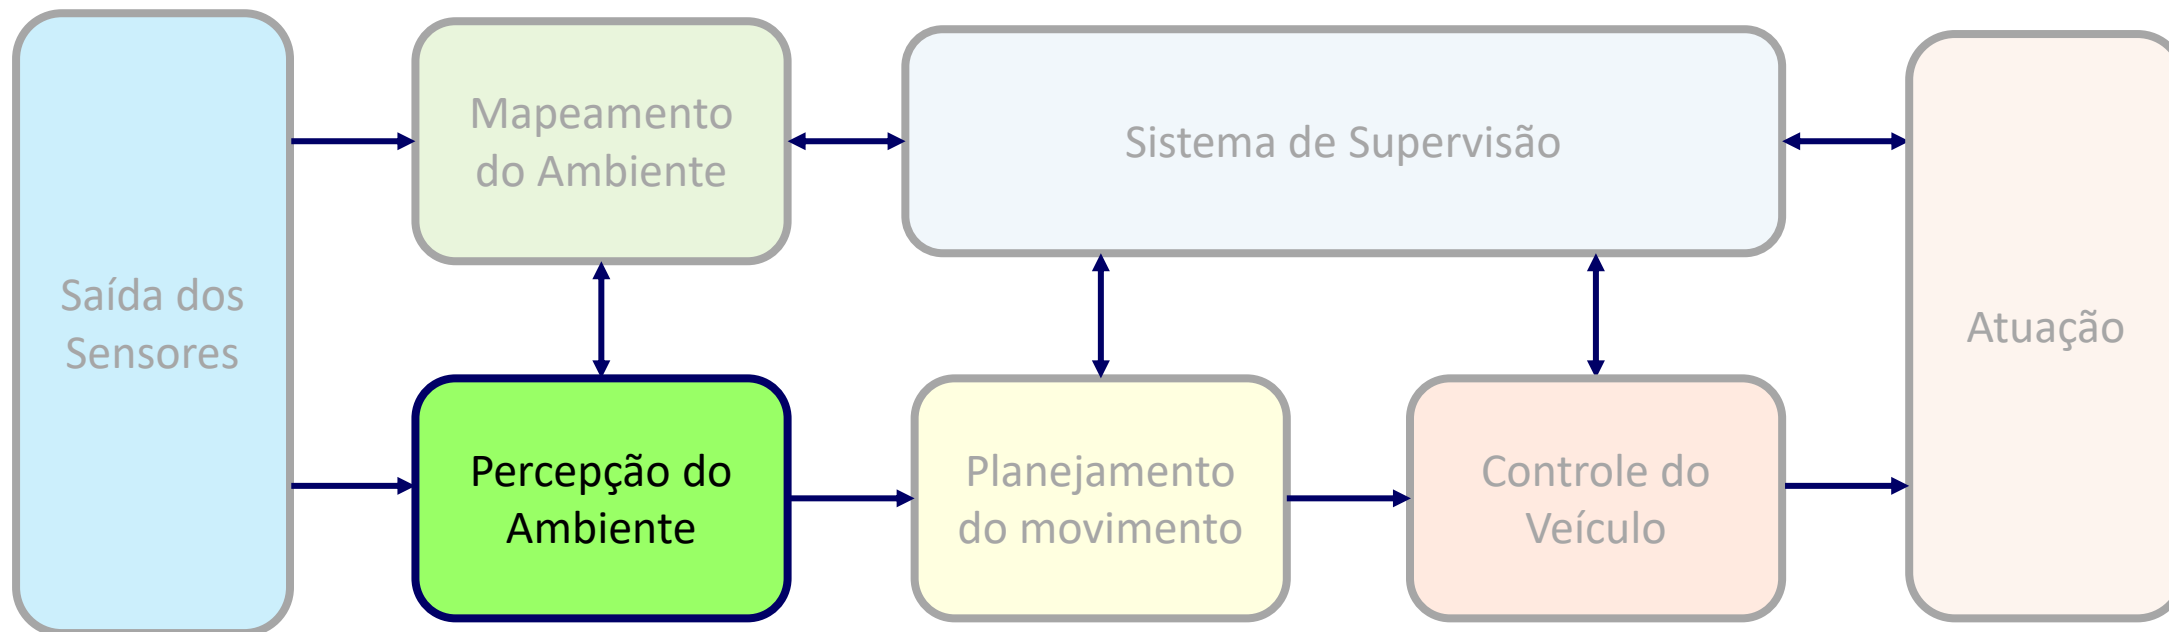 Saída dos
Sensores
Mapeamento
do Ambiente
Sistema de Supervisão
Percepção do
Ambiente
Planejamento
do movimento
Controle do
Veículo
Atuação